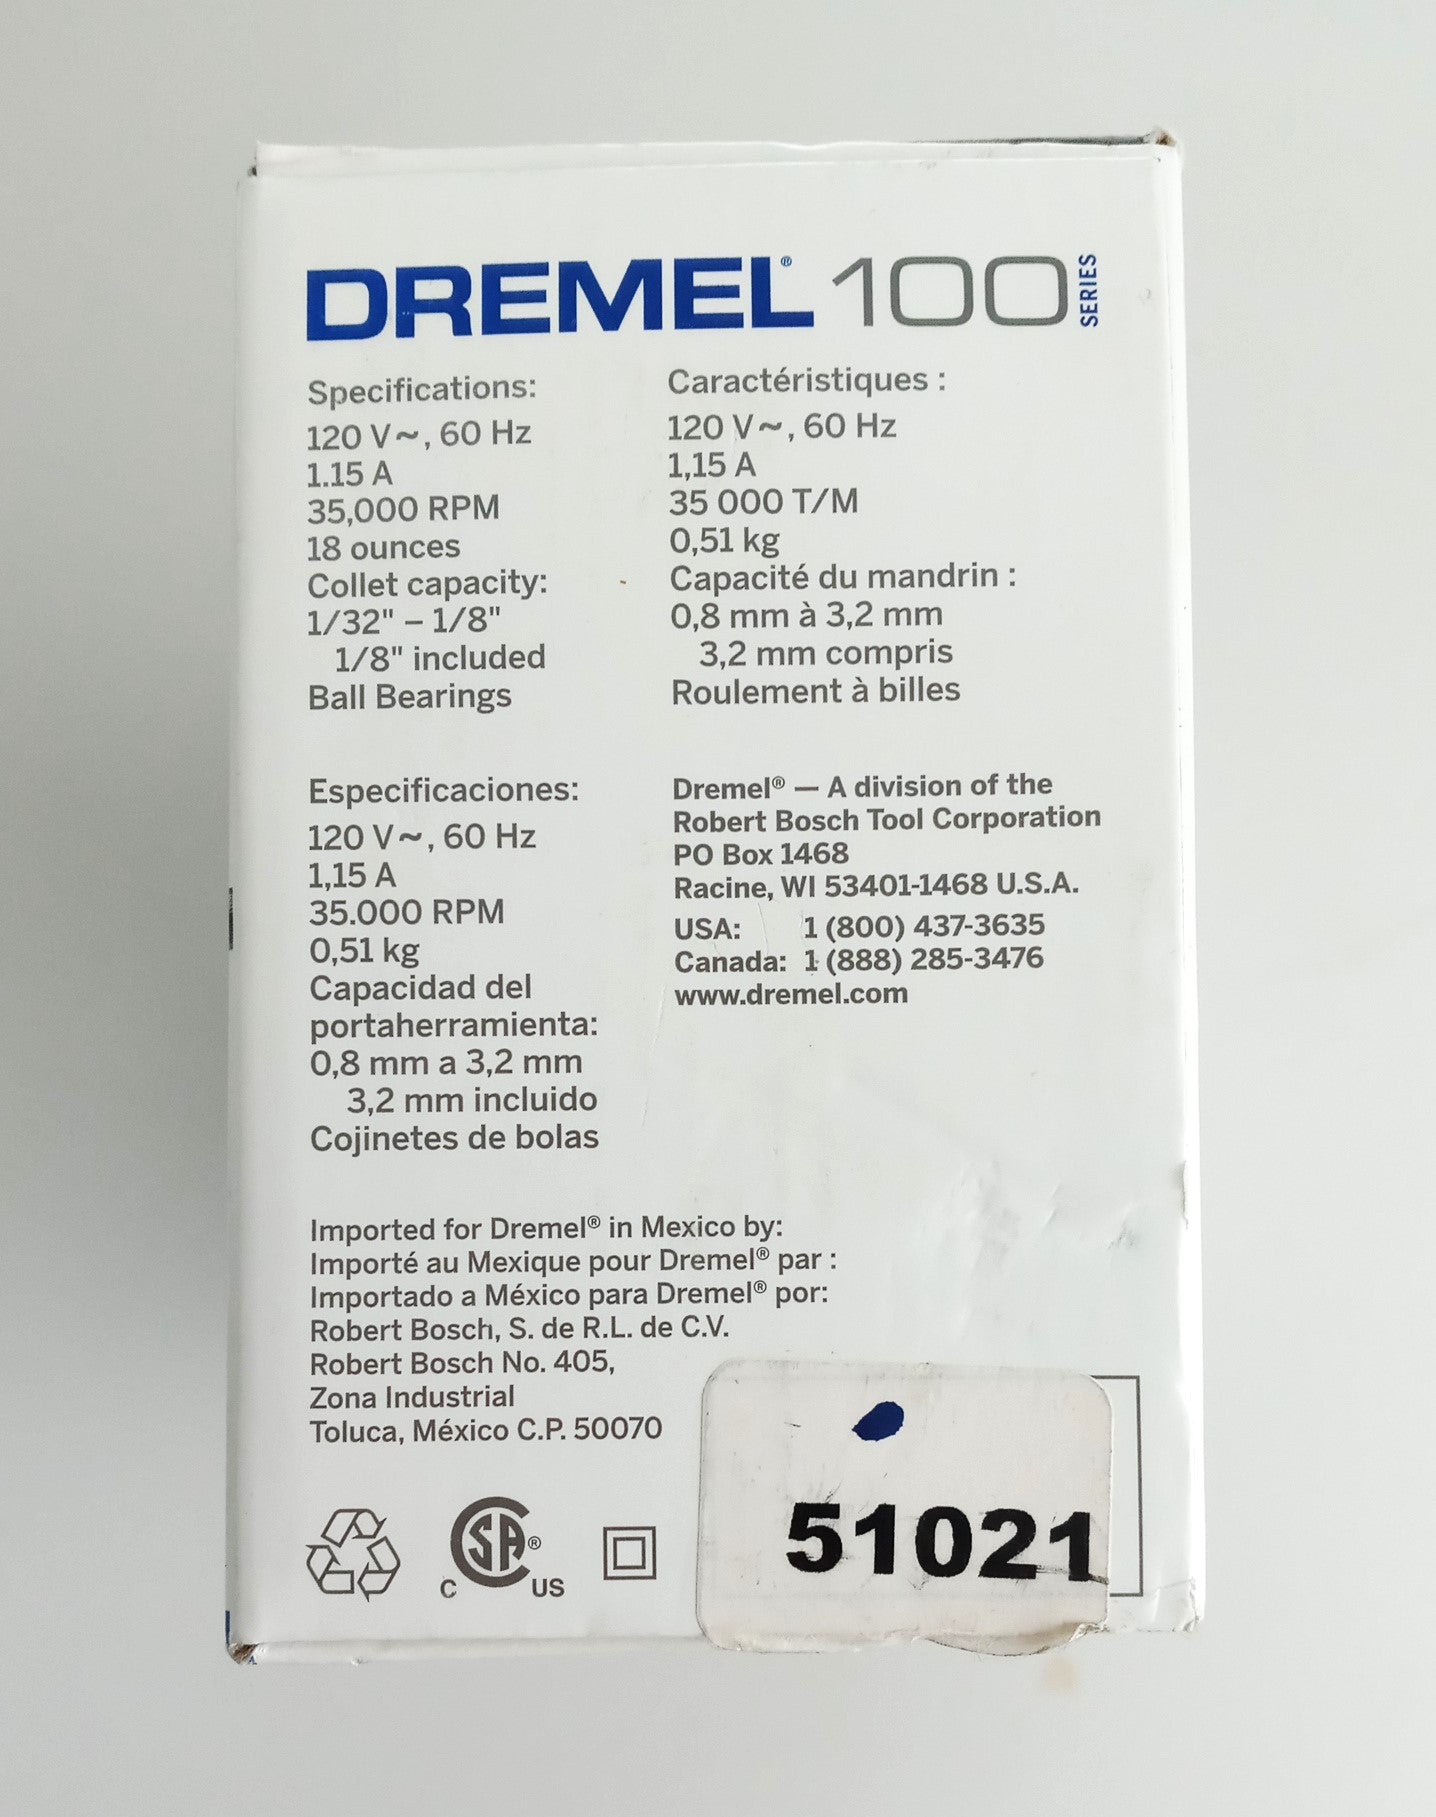 DREMEL® 100 SERIES
Specifications:
120 V~, 60 Hz
1.15 A
35,000 RPM
18 ounces
Collet capacity:
1/32" – 1/8"
1/8" included
Ball Bearings
Caractéristiques :
120 V~, 60 Hz
1,15 A
35 000 T/M
0,51 kg
Capacité du mandrin :
0,8 mm à 3,2 mm
3,2 mm compris
Roulement à billes
Especificaciones:
120 V~, 60 Hz
1,15 A
35.000 RPM
0,51 kg
Capacidad del
portaherramienta:
0,8 mm a 3,2 mm
3,2 mm incluido
Cojinetes de bolas
Dremel® — A division of the
Robert Bosch Tool Corporation
PO Box 1468
Racine, WI 53401-1468 U.S.A.
USA: 1 (800) 437-3635
Canada: 1 (888) 285-3476
www.dremel.com
Imported for Dremel® in Mexico by:
Importé au Mexique pour Dremel® par :
Importado a México para Dremel® por:
Robert Bosch, S. de R.L. de C.V.
Robert Bosch No. 405,
Zona Industrial
Toluca, México C.P. 50070
C SA® US
51021